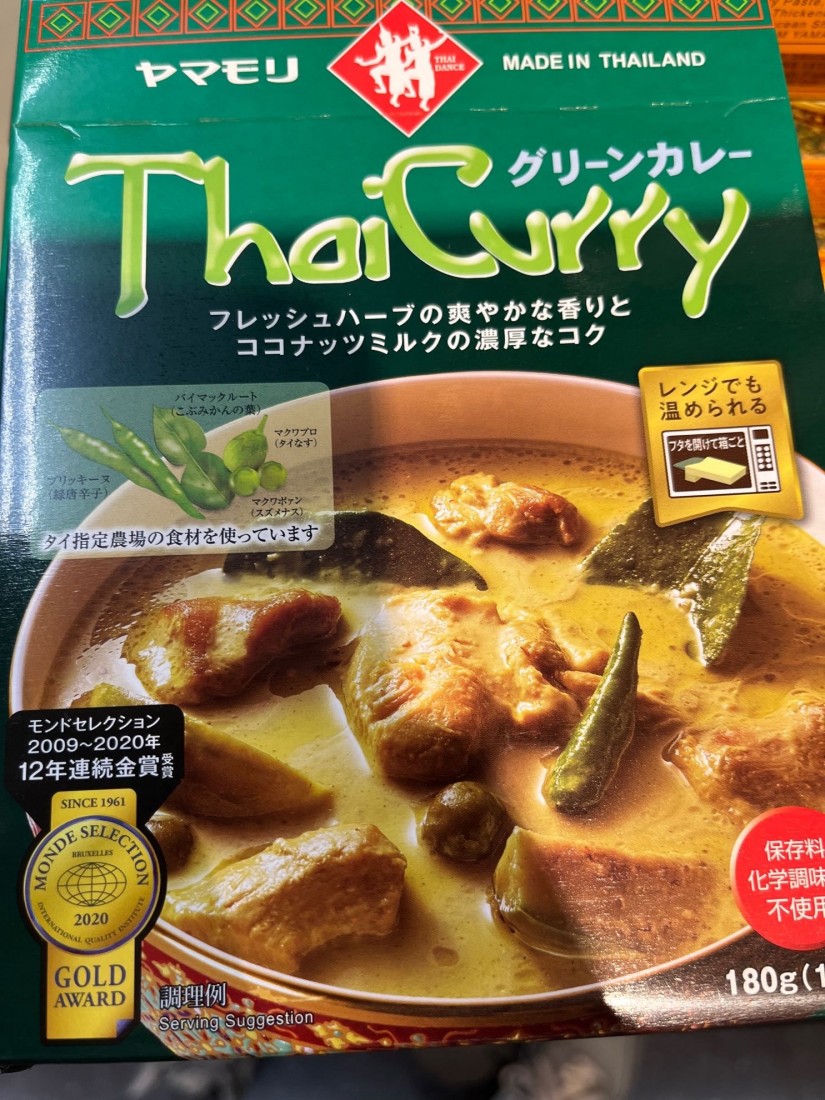 ヤマモリ
THAI
DANCE
MADE IN THAILAND
グリーンカレー
Thai Curry
フレッシュハーブの爽やかな香りと
ココナッツミルクの濃厚なコク
バイマックルート
(こぶみかんの葉)
マクワプロ
(タイなす)
プリッキーヌ
(緑唐辛子)
マクワポァン
(スズメナス)
タイ指定農場の食材を使っています
レンジでも
温められる
フタを開けて箱ごと
モンドセレクション
2009〜2020年
12年連続金賞受賞
SINCE 1961
MONDE SELECTION
BRUXELLES
2020
INTERNATIONAL QUALITY INSTITUTE
GOLD
AWARD
保存料
化学調味
不使用
調理例
Serving Suggestion
180g(1
y Paste,
Thickene
een S
YAMA